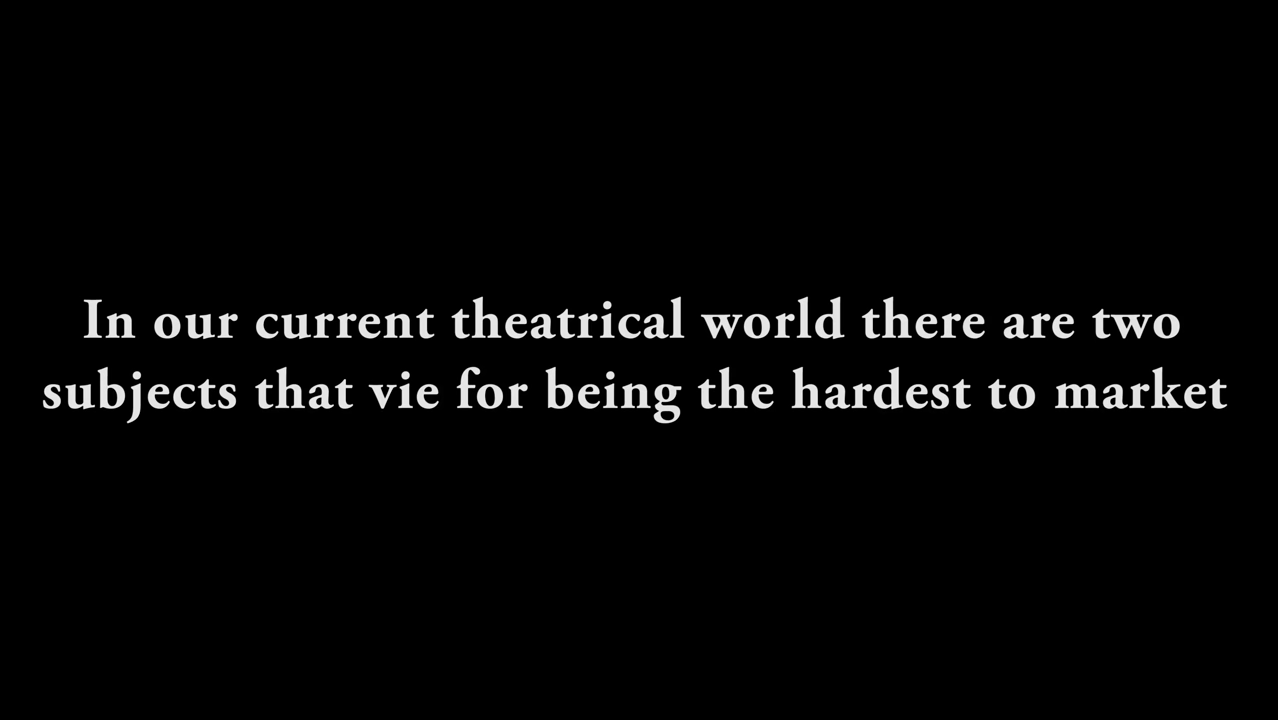 In our current theatrical world there are two
subjects that vie for being the hardest to market